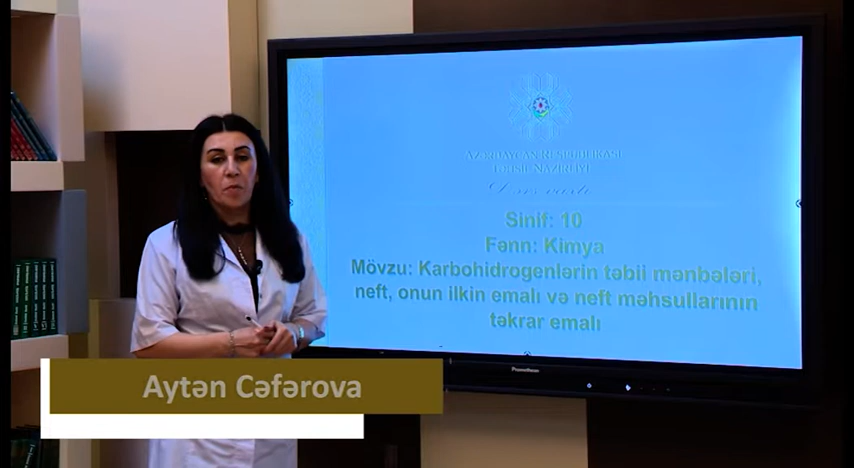 AZƏRBAYCAN RESPUBLİKASI
TƏHSİL NAZİRLİYİ
Dərs vaxtı
Sinif: 10
Fənn: Kimya
Mövzu: Karbohidrogenlərin təbii mənbələri,
neft, onun ilkin emalı və neft məhsullarının
təkrar emalı
Promethean
Aytən Cəfərova